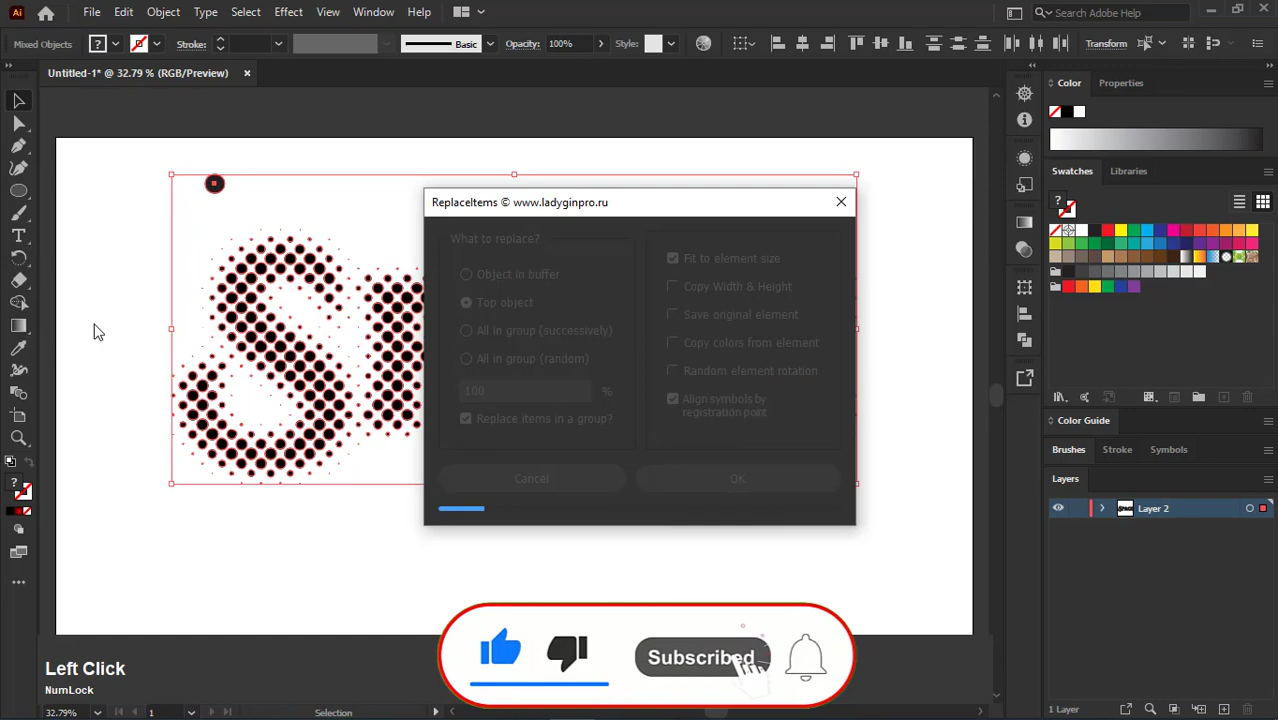 Ai File Edit Object Type Select Effect View Window Help Search Adobe Help
Mixed Objects ? Stroke: Basic Opacity: 100% Style: Transform
Untitled-1* @ 32.79 % (RGB/Preview)
Color Properties
ReplaceItems © www.ladyginpro.ru
What to replace?
Object in buffer
Top object
All in group (successively)
All in group (random)
100 %
Replace items in a group?
Fit to element size
Copy Width & Height
Save original element
Copy colors from element
Random element rotation
Align symbols by
registration point
Cancel OK
Swatches Libraries
?
Color Guide
Brushes Stroke Symbols
Layers
Layer 2
?
Subscribed
Left Click
NumLock
32.79% 1 Selection 1 Layer